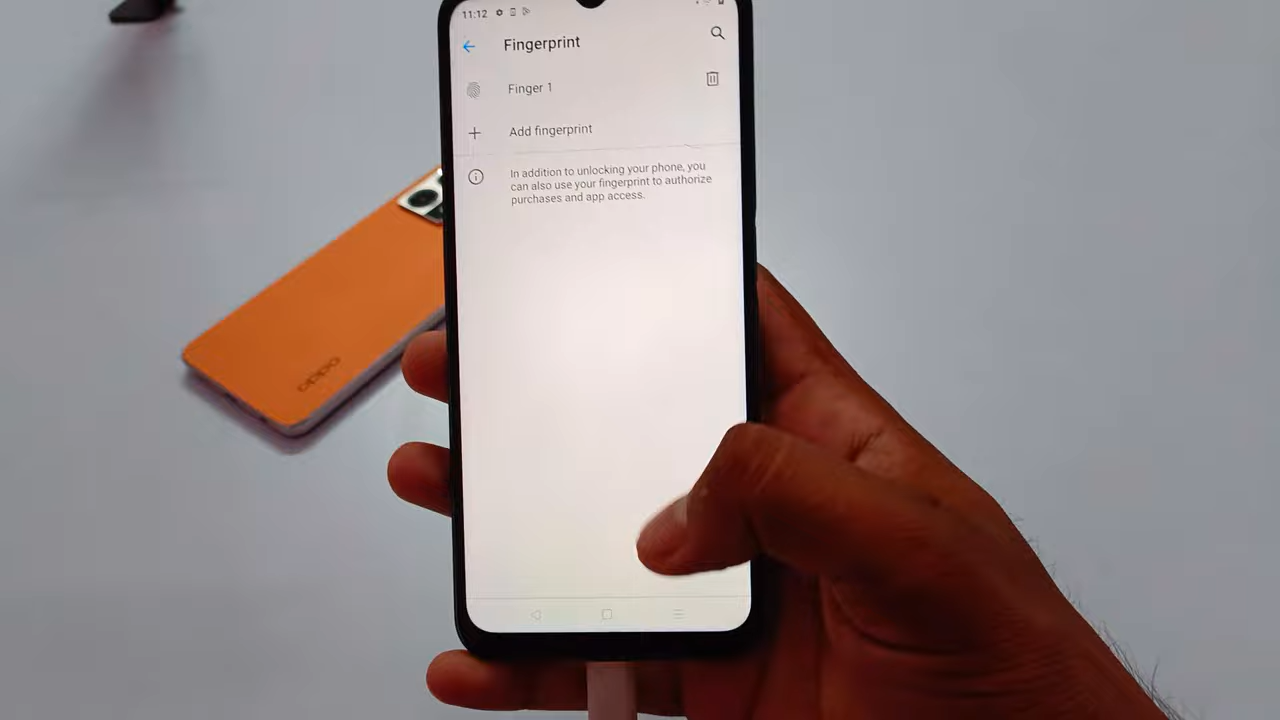 11:12
Fingerprint
Finger 1
Add fingerprint
In addition to unlocking your phone, you
can also use your fingerprint to authorize
purchases and app access.
oppo